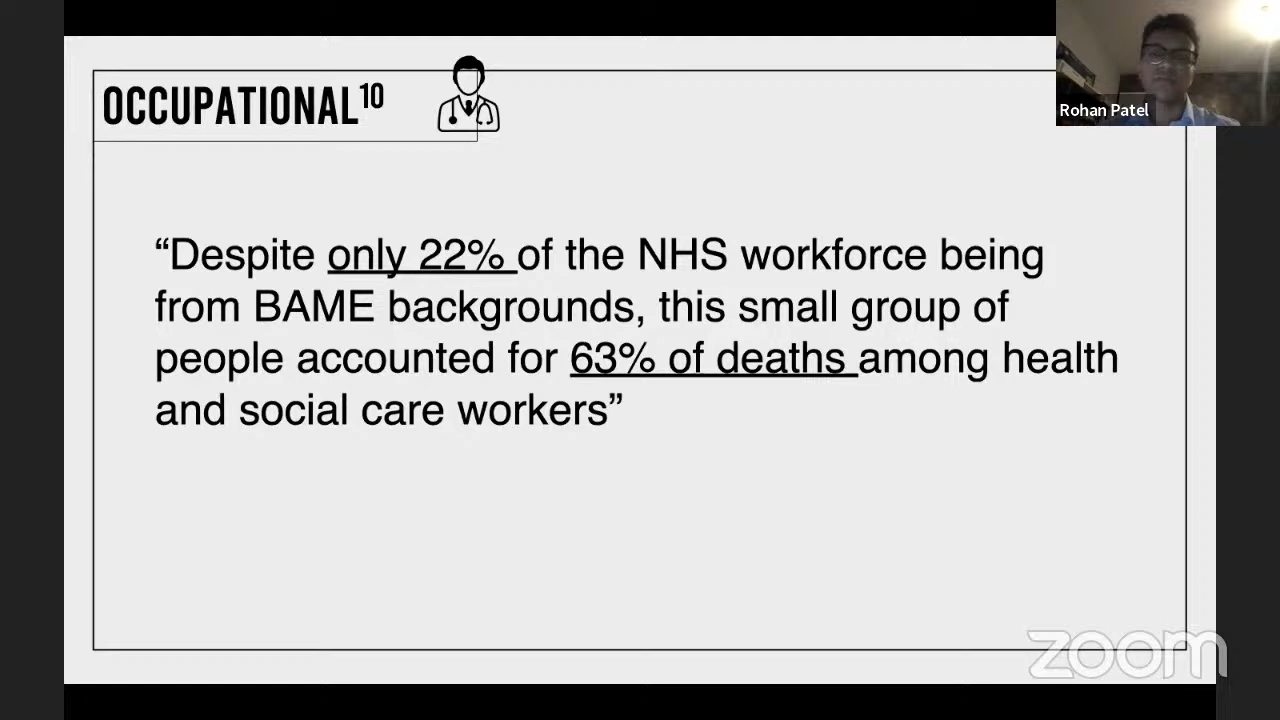 OCCUPATIONAL10
Rohan Patel
“Despite only 22% of the NHS workforce being
from BAME backgrounds, this small group of
people accounted for 63% of deaths among health
and social care workers”
zoom